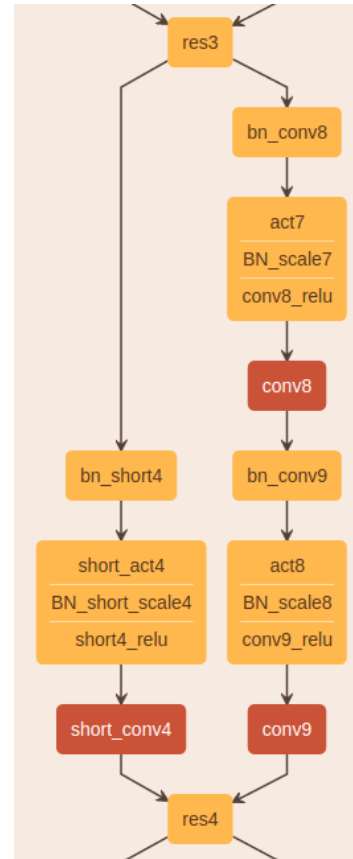 res3
bn_conv8
act7
BN_scale7
conv8_relu
conv8
bn_short4
bn_conv9
short_act4
BN_short_scale4
short4_relu
act8
BN_scale8
conv9_relu
short_conv4
conv9
res4